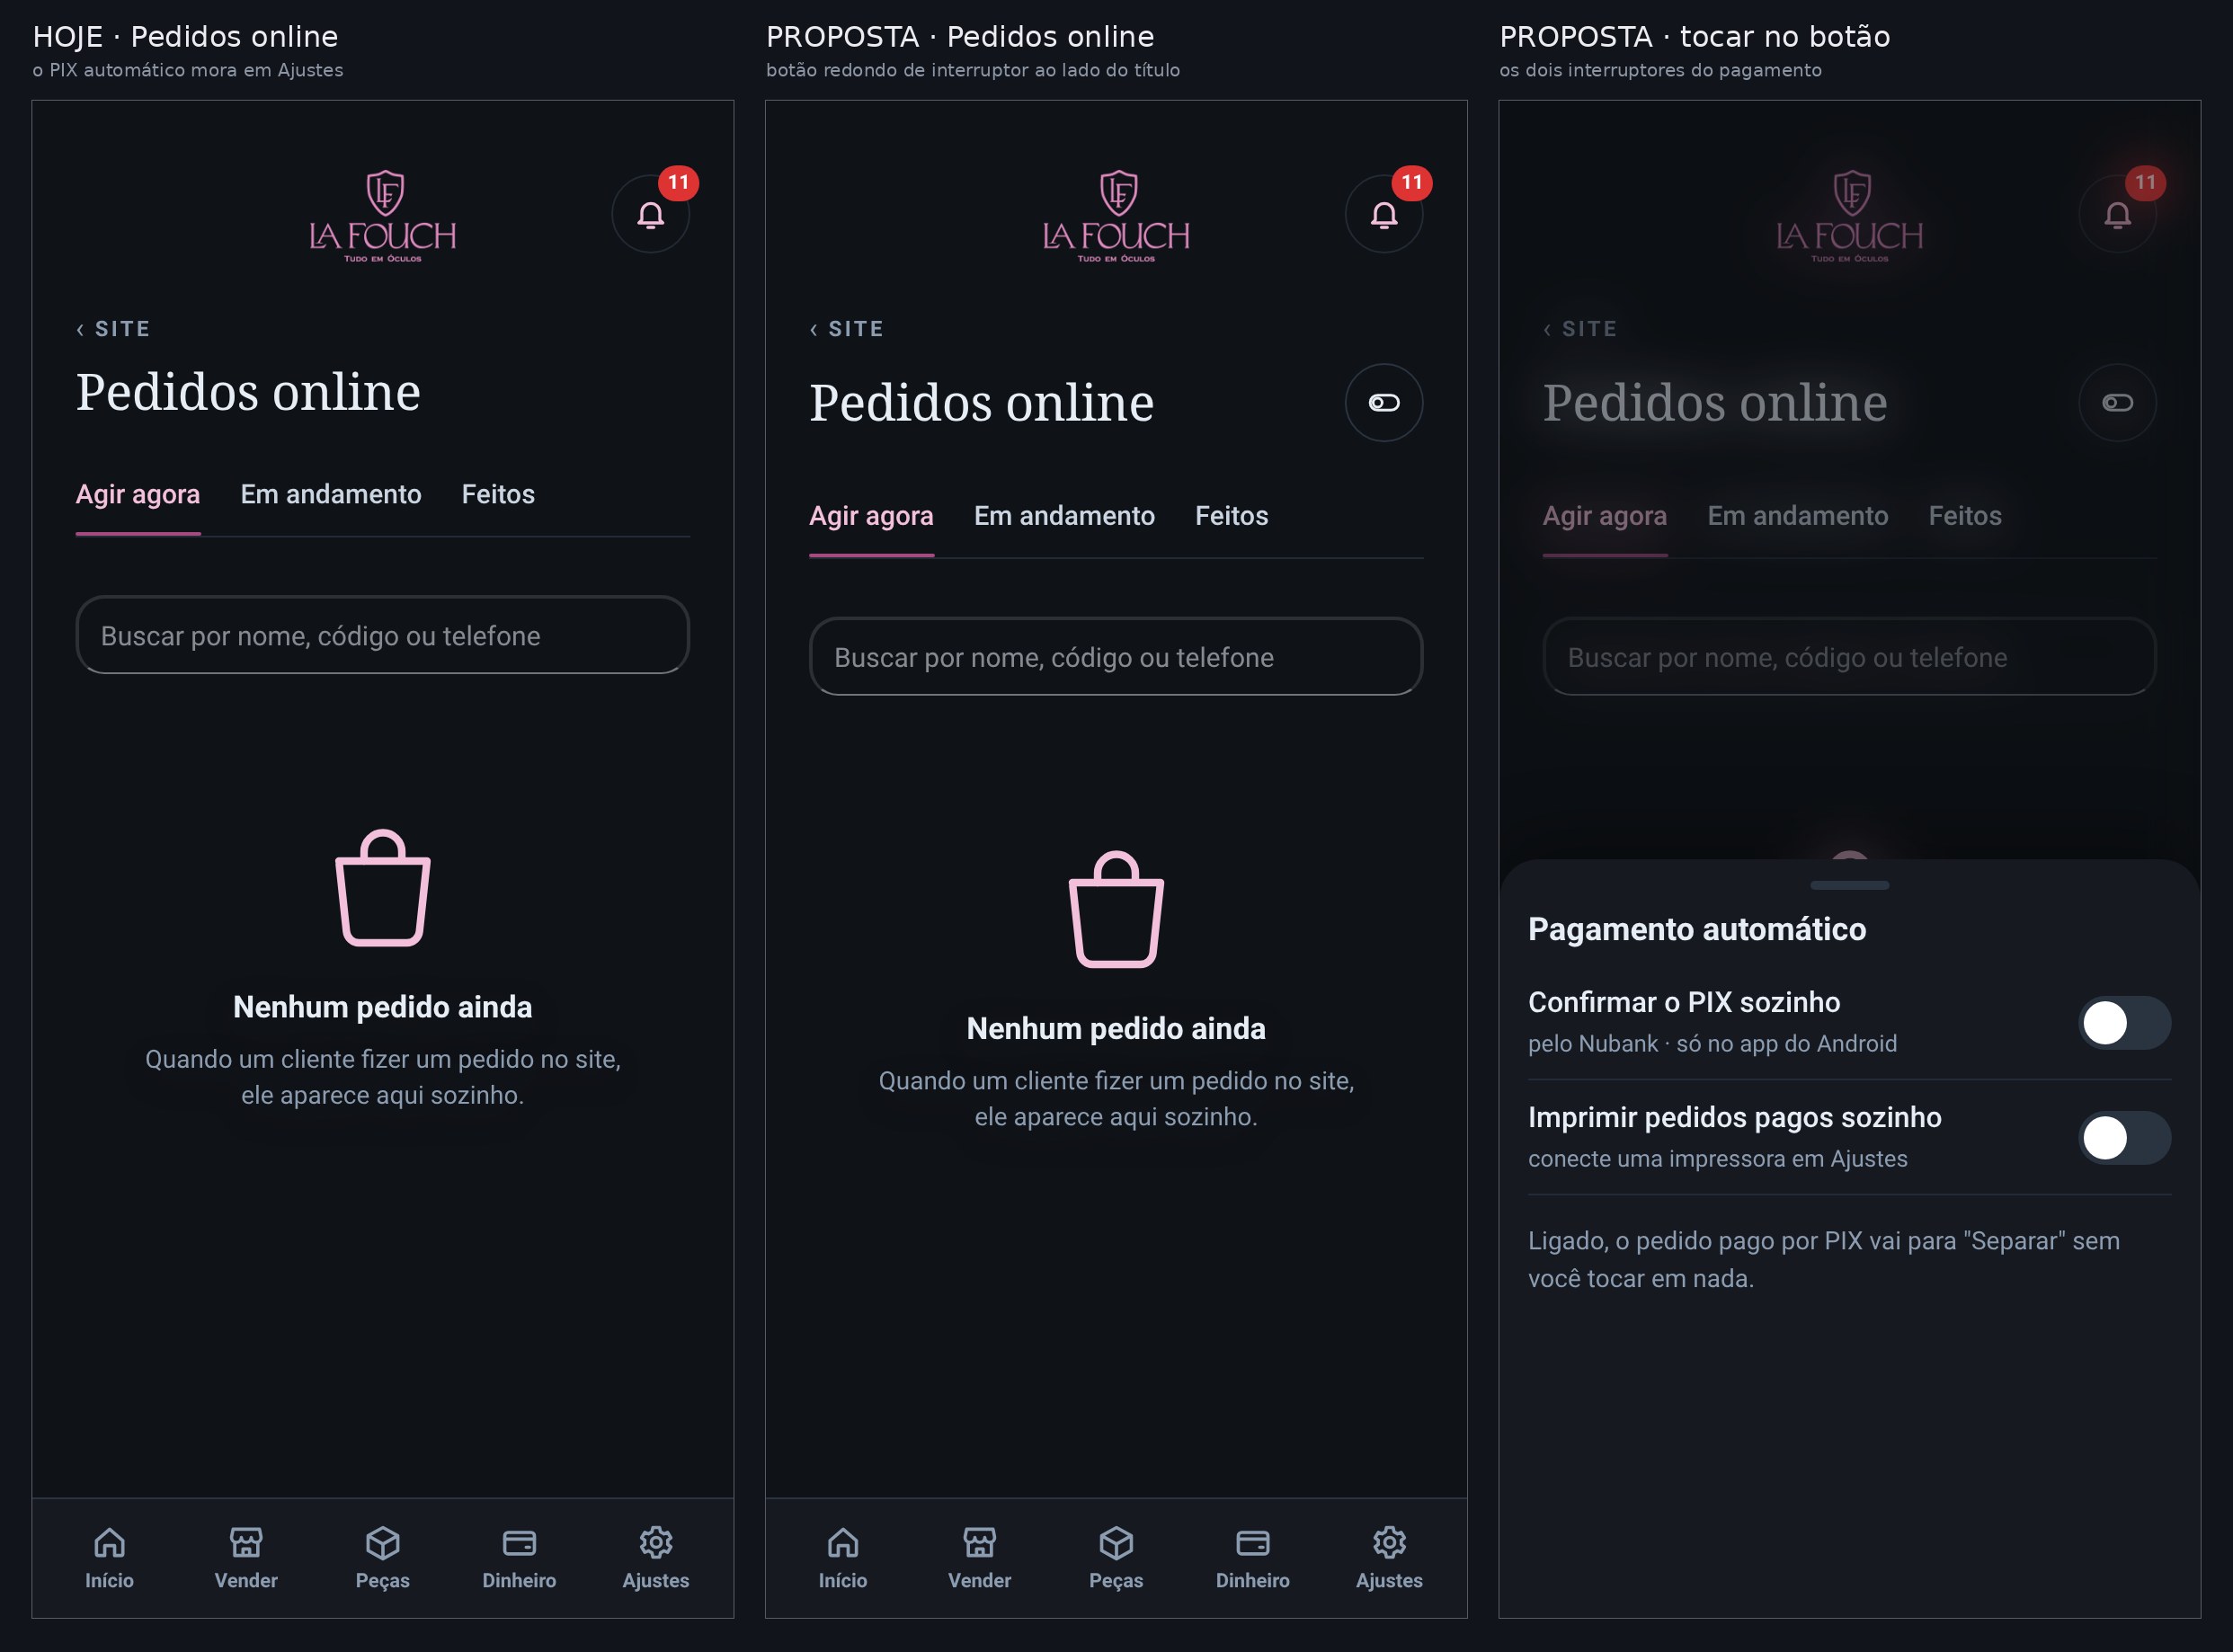 HOJE · Pedidos online
o PIX automático mora em Ajustes
11
LF
LA FOUCH
TUDO EM ÓCULOS
‹ SITE
Pedidos online
Agir agora Em andamento Feitos
Buscar por nome, código ou telefone
Nenhum pedido ainda
Quando um cliente fizer um pedido no site,
ele aparece aqui sozinho.
Início Vender Peças Dinheiro Ajustes
PROPOSTA · Pedidos online
botão redondo de interruptor ao lado do título
11
LF
LA FOUCH
TUDO EM ÓCULOS
‹ SITE
Pedidos online
Agir agora Em andamento Feitos
Buscar por nome, código ou telefone
Nenhum pedido ainda
Quando um cliente fizer um pedido no site,
ele aparece aqui sozinho.
Início Vender Peças Dinheiro Ajustes
PROPOSTA · tocar no botão
os dois interruptores do pagamento
11
LF
LA FOUCH
TUDO EM ÓCULOS
‹ SITE
Pedidos online
Agir agora Em andamento Feitos
Buscar por nome, código ou telefone
Pagamento automático
Confirmar o PIX sozinho
pelo Nubank · só no app do Android
Imprimir pedidos pagos sozinho
conecte uma impressora em Ajustes
Ligado, o pedido pago por PIX vai para "Separar" sem
você tocar em nada.